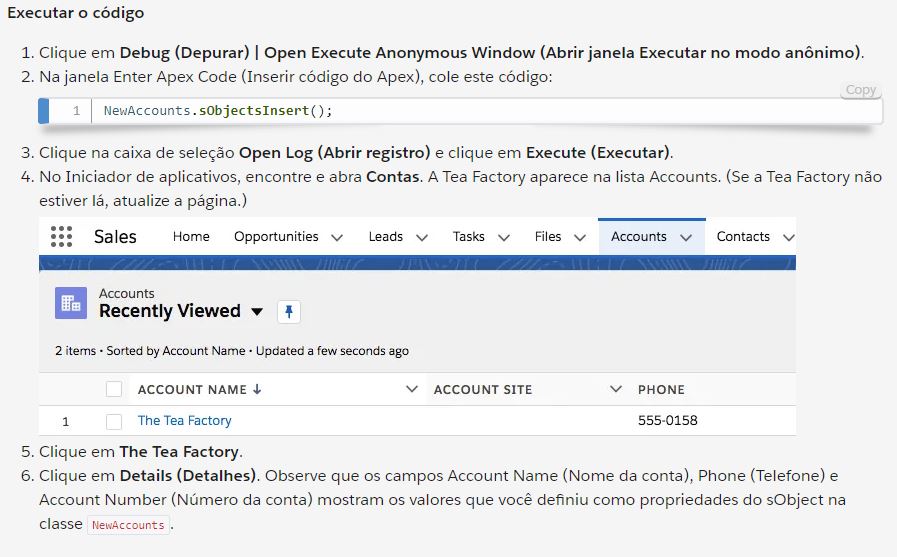 Executar o código
1. Clique em Debug (Depurar) | Open Execute Anonymous Window (Abrir janela Executar no modo anônimo).
2. Na janela Enter Apex Code (Inserir código do Apex), cole este código:
Copy
1 NewAccounts.sObjectsInsert();
3. Clique na caixa de seleção Open Log (Abrir registro) e clique em Execute (Executar).
4. No Iniciador de aplicativos, encontre e abra Contas. A Tea Factory aparece na lista Accounts. (Se a Tea Factory não
estiver lá, atualize a página.)
Sales Home Opportunities Leads Tasks Files Accounts Contacts
Accounts
Recently Viewed
2 items • Sorted by Account Name • Updated a few seconds ago
ACCOUNT NAME ↓ ACCOUNT SITE PHONE
1 The Tea Factory 555-0158
5. Clique em The Tea Factory.
6. Clique em Details (Detalhes). Observe que os campos Account Name (Nome da conta), Phone (Telefone) e
Account Number (Número da conta) mostram os valores que você definiu como propriedades do sObject na
classe NewAccounts.